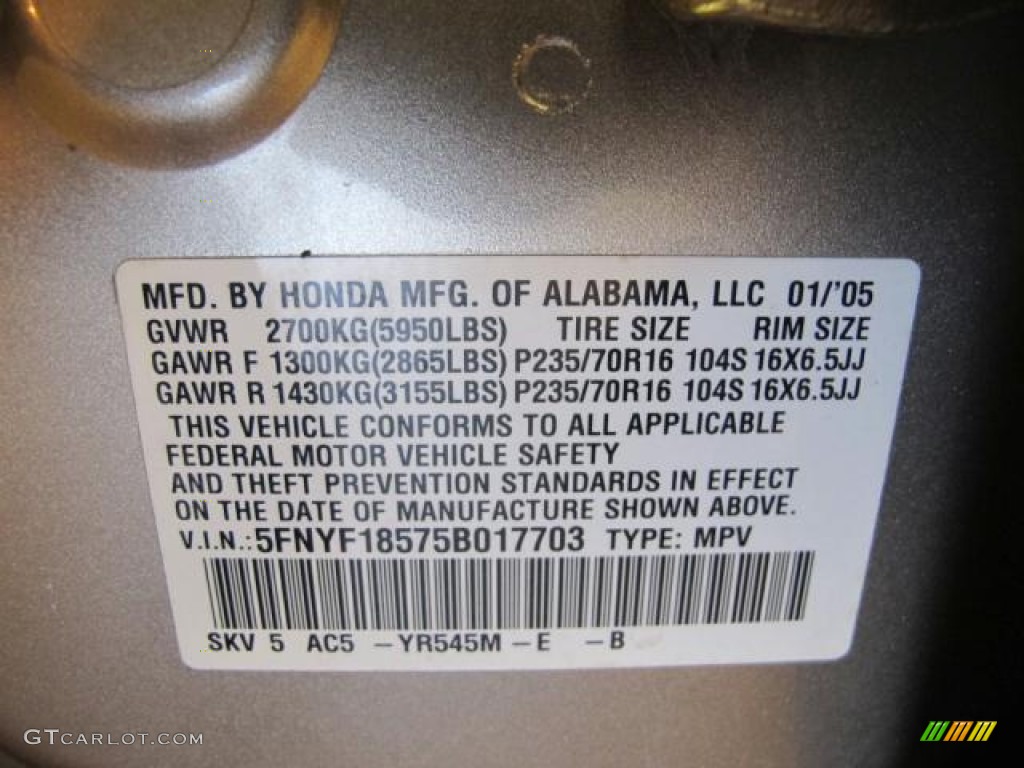 MFD. BY HONDA MFG. OF ALABAMA, LLC 01/'05
GVWR 2700KG(5950LBS) TIRE SIZE RIM SIZE
GAWR F 1300KG(2865LBS) P235/70R16 104S 16X6.5JJ
GAWR R 1430KG(3155LBS) P235/70R16 104S 16X6.5JJ
THIS VEHICLE CONFORMS TO ALL APPLICABLE
FEDERAL MOTOR VEHICLE SAFETY
AND THEFT PREVENTION STANDARDS IN EFFECT
ON THE DATE OF MANUFACTURE SHOWN ABOVE.
V.I.N.: 5FNYF18575B017703 TYPE: MPV
SKV 5 AC5 – YR545M – E – B
GTCARLOT.COM